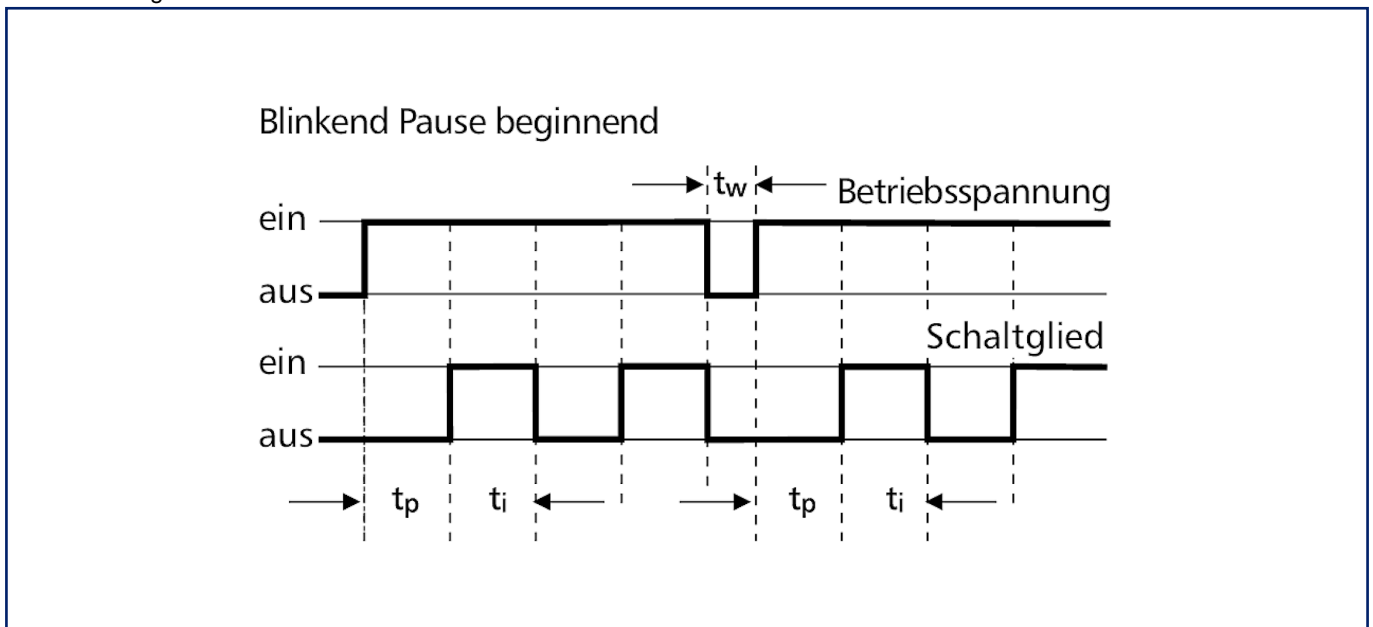 Blinkend Pause beginnend
tw
Betriebsspannung
ein
aus
Schaltglied
ein
aus
tp ti tp ti